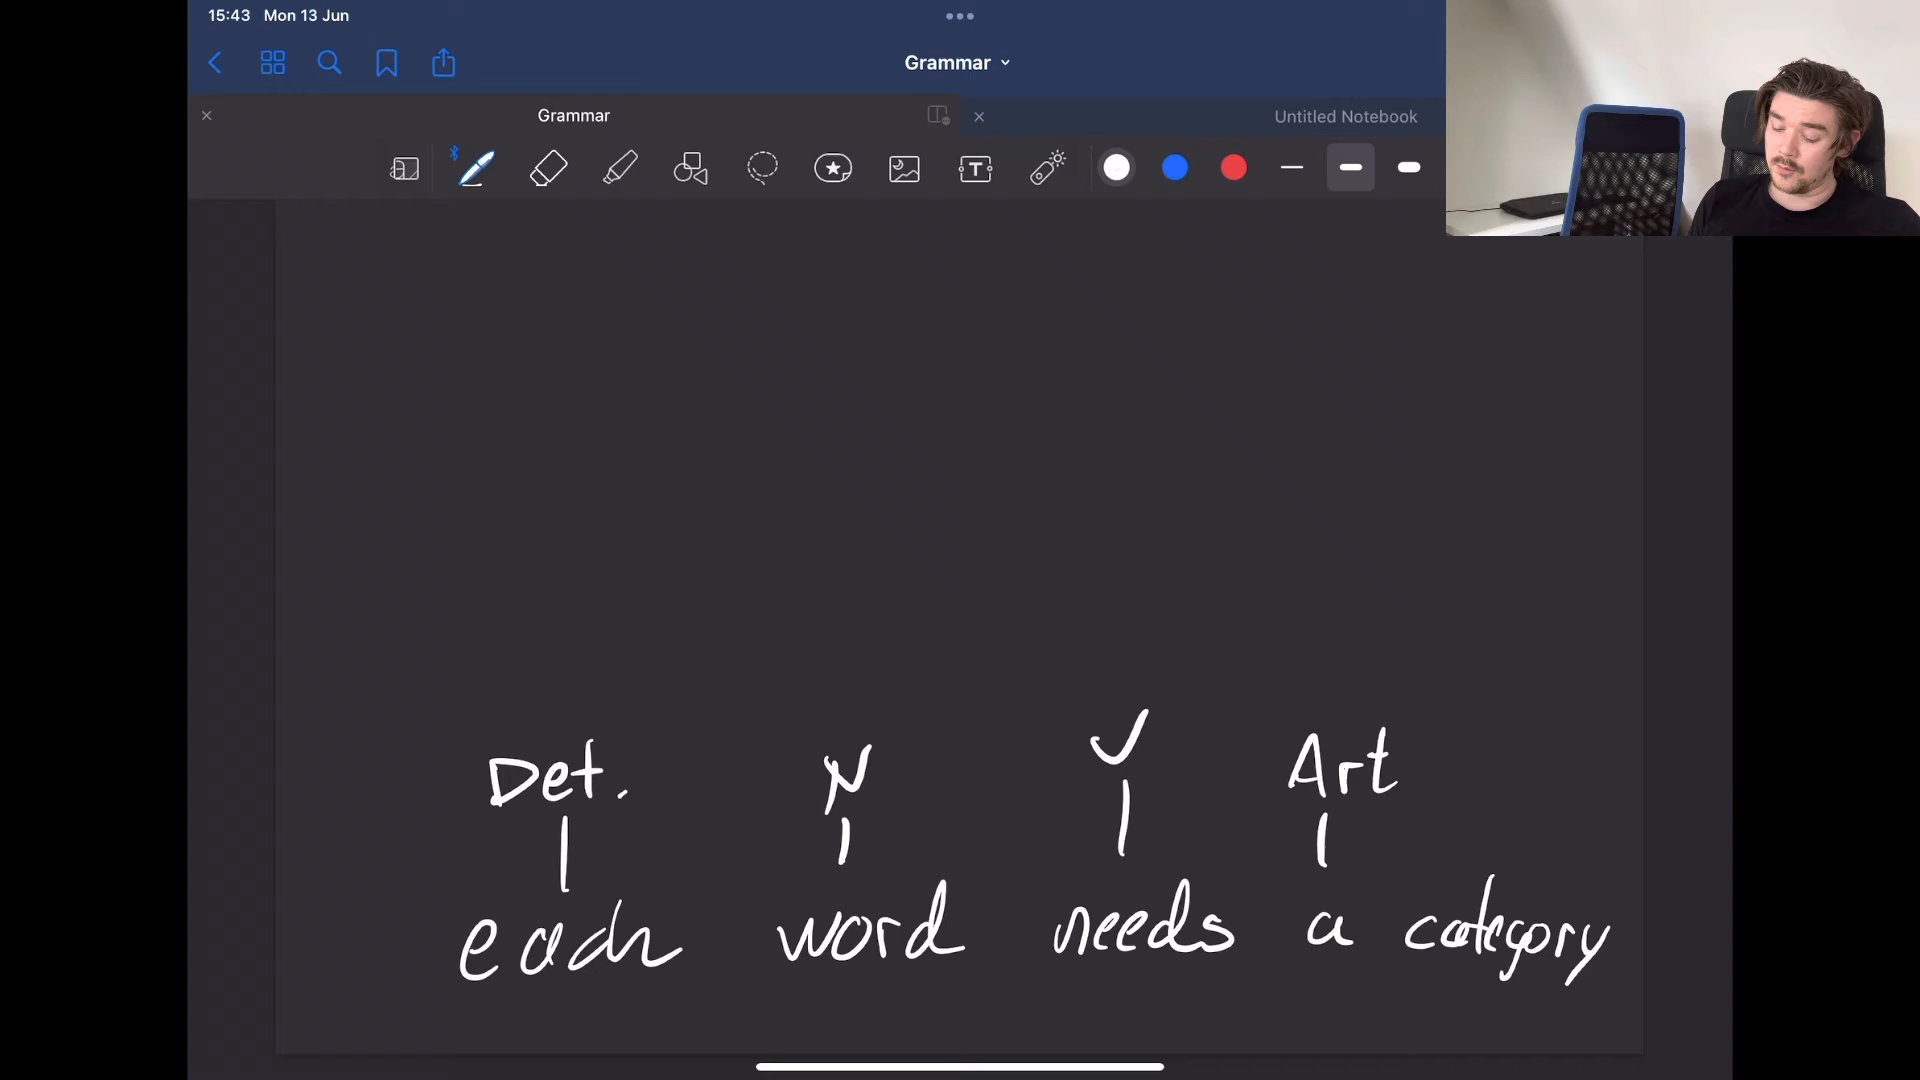 15:43 Mon 13 Jun
Grammar
Grammar
Untitled Notebook
T
Det. N V Art
each word needs a category